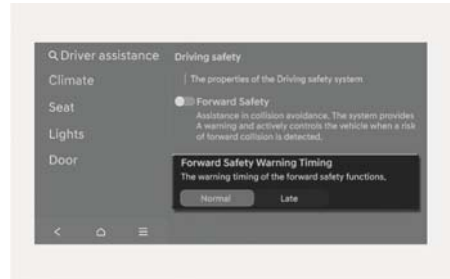 Driver assistance
Climate
Seat
Lights
Door
Driving safety
The properties of the Driving safety system
Forward Safety
Assistance in collision avoidance. The system provides
A warning and actively controls the vehicle when a risk
of forward collision is detected.
Forward Safety Warning Timing
The warning timing of the forward safety functions.
Normal Late